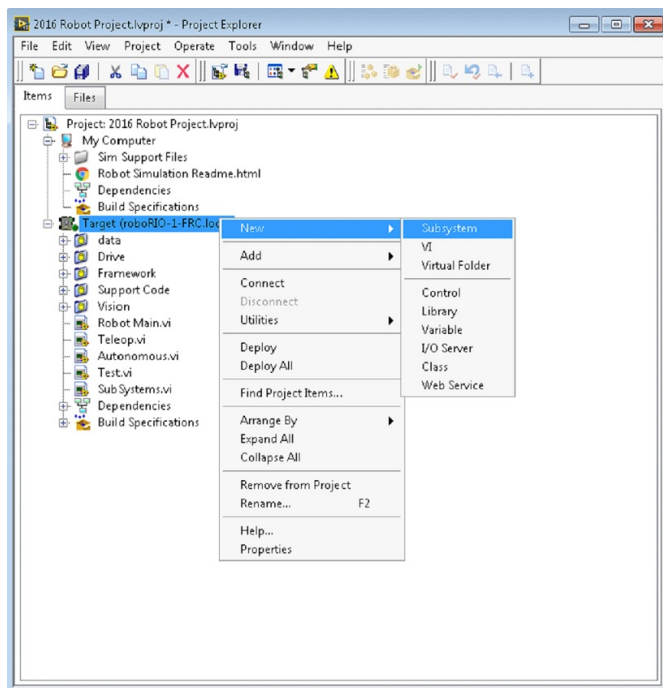 2016 Robot Project.lvproj * - Project Explorer
File Edit View Project Operate Tools Window Help
Items Files
Project: 2016 Robot Project.lvproj
My Computer
Sim Support Files
Robot Simulation Readme.html
Dependencies
Build Specifications
Target (roboRIO-1-FRC.loc
data
Drive
Framework
Support Code
Vision
Robot Main.vi
Teleop.vi
Autonomous.vi
Test.vi
SubSystems.vi
Dependencies
Build Specifications
New
Add
Connect
Disconnect
Utilities
Deploy
Deploy All
Find Project Items...
Arrange By
Expand All
Collapse All
Remove from Project
Rename... F2
Help...
Properties
Subsystem
VI
Virtual Folder
Control
Library
Variable
I/O Server
Class
Web Service